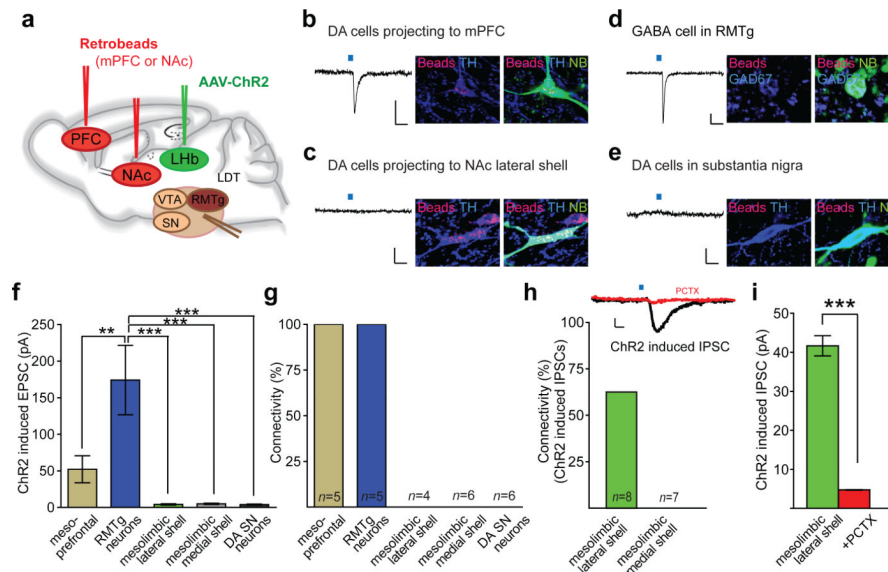 a
Retrobeads
(mPFC or NAc)
AAV-ChR2
PFC
NAc
LHb
LDT
VTA
RMTg
SN
b
DA cells projecting to mPFC
Beads TH
Beads TH NB
c
DA cells projecting to NAc lateral shell
Beads TH
Beads TH NB
d
GABA cell in RMTg
Beads
GAD67
Beads NB
GAD67
e
DA cells in substantia nigra
Beads TH
Beads TH N
f
ChR2 induced EPSC (pA)
250
200
150
100
50
0
**
***
***
***
meso-
prefrontal
RMTg
neurons
mesolimbic
lateral shell
mesolimbic
medial shell
DA SN
neurons
g
Connectivity (%)
100
75
50
25
n=5
n=5
n=4
n=6
n=6
meso-
prefrontal
RMTg
neurons
mesolimbic
lateral shell
mesolimbic
medial shell
DA SN
neurons
h
PCTX
ChR2 induced IPSC
Connectivity (%)
(ChR2 induced IPSCs)
100
75
50
25
n=8
n=7
mesolimbic
lateral shell
mesolimbic
medial shell
i
ChR2 induced IPSC (pA)
50
40
30
20
10
0
***
mesolimbic
lateral shell
+PCTX